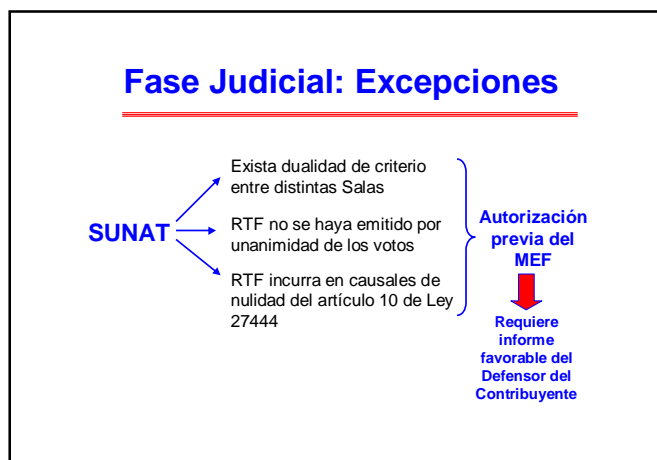 Fase Judicial: Excepciones
SUNAT
Exista dualidad de criterio
entre distintas Salas
RTF no se haya emitido por
unanimidad de los votos
RTF incurra en causales de
nulidad del artículo 10 de Ley
27444
Autorización
previa del
MEF
Requiere
informe
favorable del
Defensor del
Contribuyente